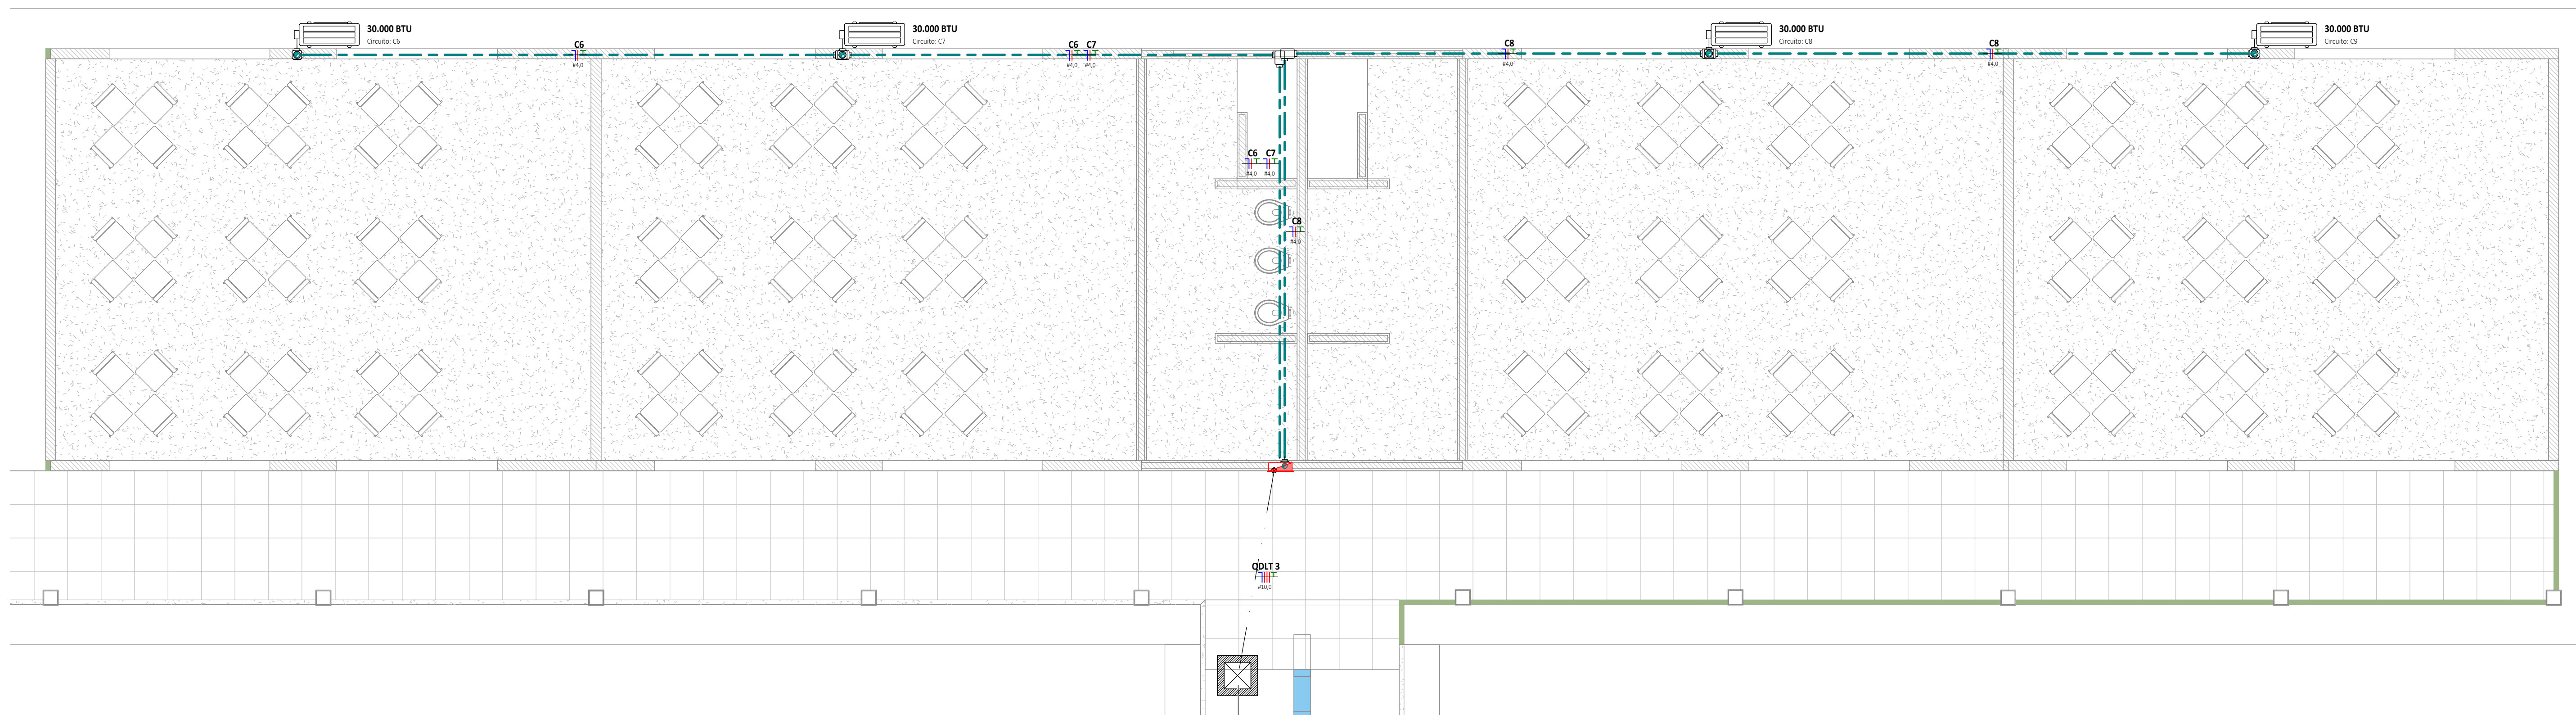 30.000 BTU
Circuito: C6
30.000 BTU
Circuito: C7
30.000 BTU
Circuito: C8
30.000 BTU
Circuito: C9
C6
#4,0
C6 C7
#4,0 #4,0
C8
#4,0
C8
#4,0
C6 C7
#4,0 #4,0
C8
#4,0
QDLT 3
#10,0